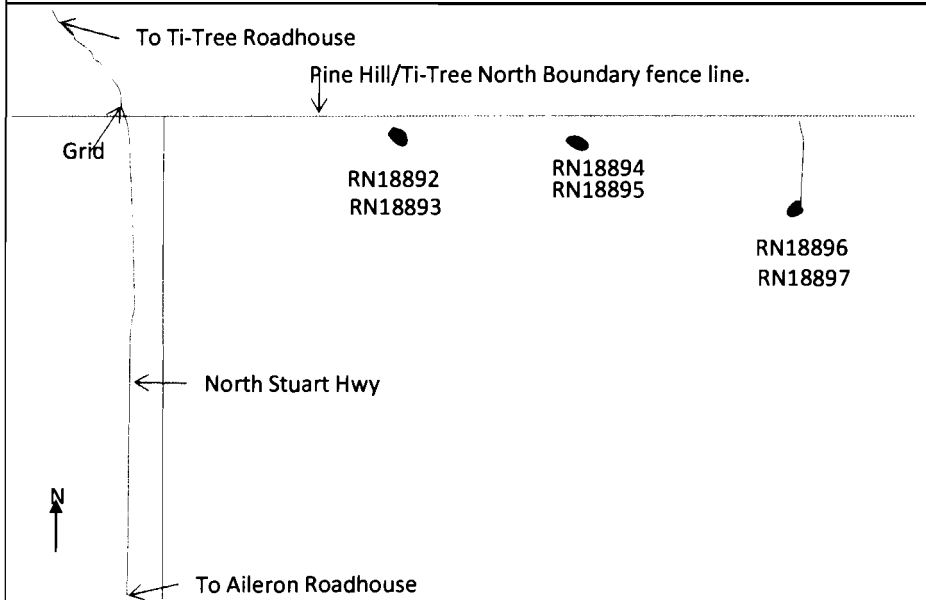 To Ti-Tree Roadhouse
Pine Hill/Ti-Tree North Boundary fence line.
Grid
RN18892
RN18893
RN18894
RN18895
RN18896
RN18897
North Stuart Hwy
N
To Aileron Roadhouse